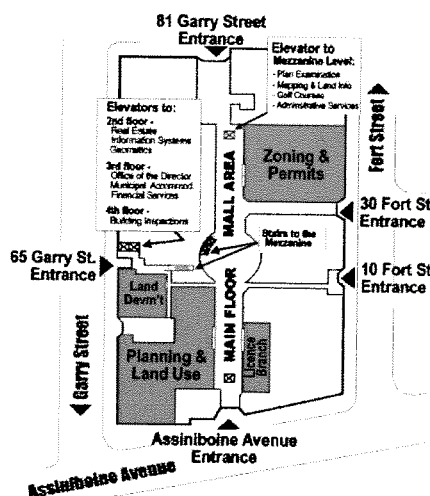 81 Garry Street
Entrance
Elevator to
Mezzanine Level:
- Plan Examination
- Mapping & Land Info
- Golf Courses
- Administrative Services
Elevators to:
2nd floor -
Real Estate
Information Systems
Geomatics
3rd floor -
Office of the Director
Municipal Accommod.
Financial Services
4th floor -
Building Inspections
MALL AREA
Zoning &
Permits
Fort Street
30 Fort St
Entrance
Stairs to the
Mezzanine
65 Garry St.
Entrance
10 Fort St
Entrance
Land
Devm't
MAIN FLOOR
Planning &
Land Use
Licence
Branch
Garry Street
Assiniboine Avenue
Entrance
Assiniboine Avenue